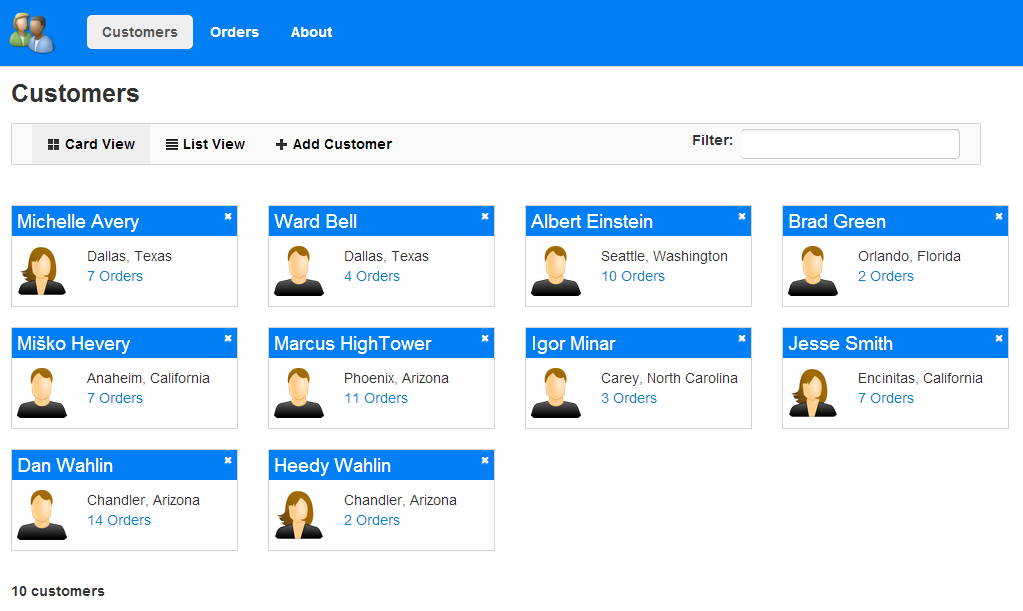 Customers Orders About
Customers
Card View List View Add Customer Filter:
Michelle Avery
Dallas, Texas
7 Orders
Ward Bell
Dallas, Texas
4 Orders
Albert Einstein
Seattle, Washington
10 Orders
Brad Green
Orlando, Florida
2 Orders
Miško Hevery
Anaheim, California
7 Orders
Marcus HighTower
Phoenix, Arizona
11 Orders
Igor Minar
Carey, North Carolina
3 Orders
Jesse Smith
Encinitas, California
7 Orders
Dan Wahlin
Chandler, Arizona
14 Orders
Heedy Wahlin
Chandler, Arizona
2 Orders
10 customers